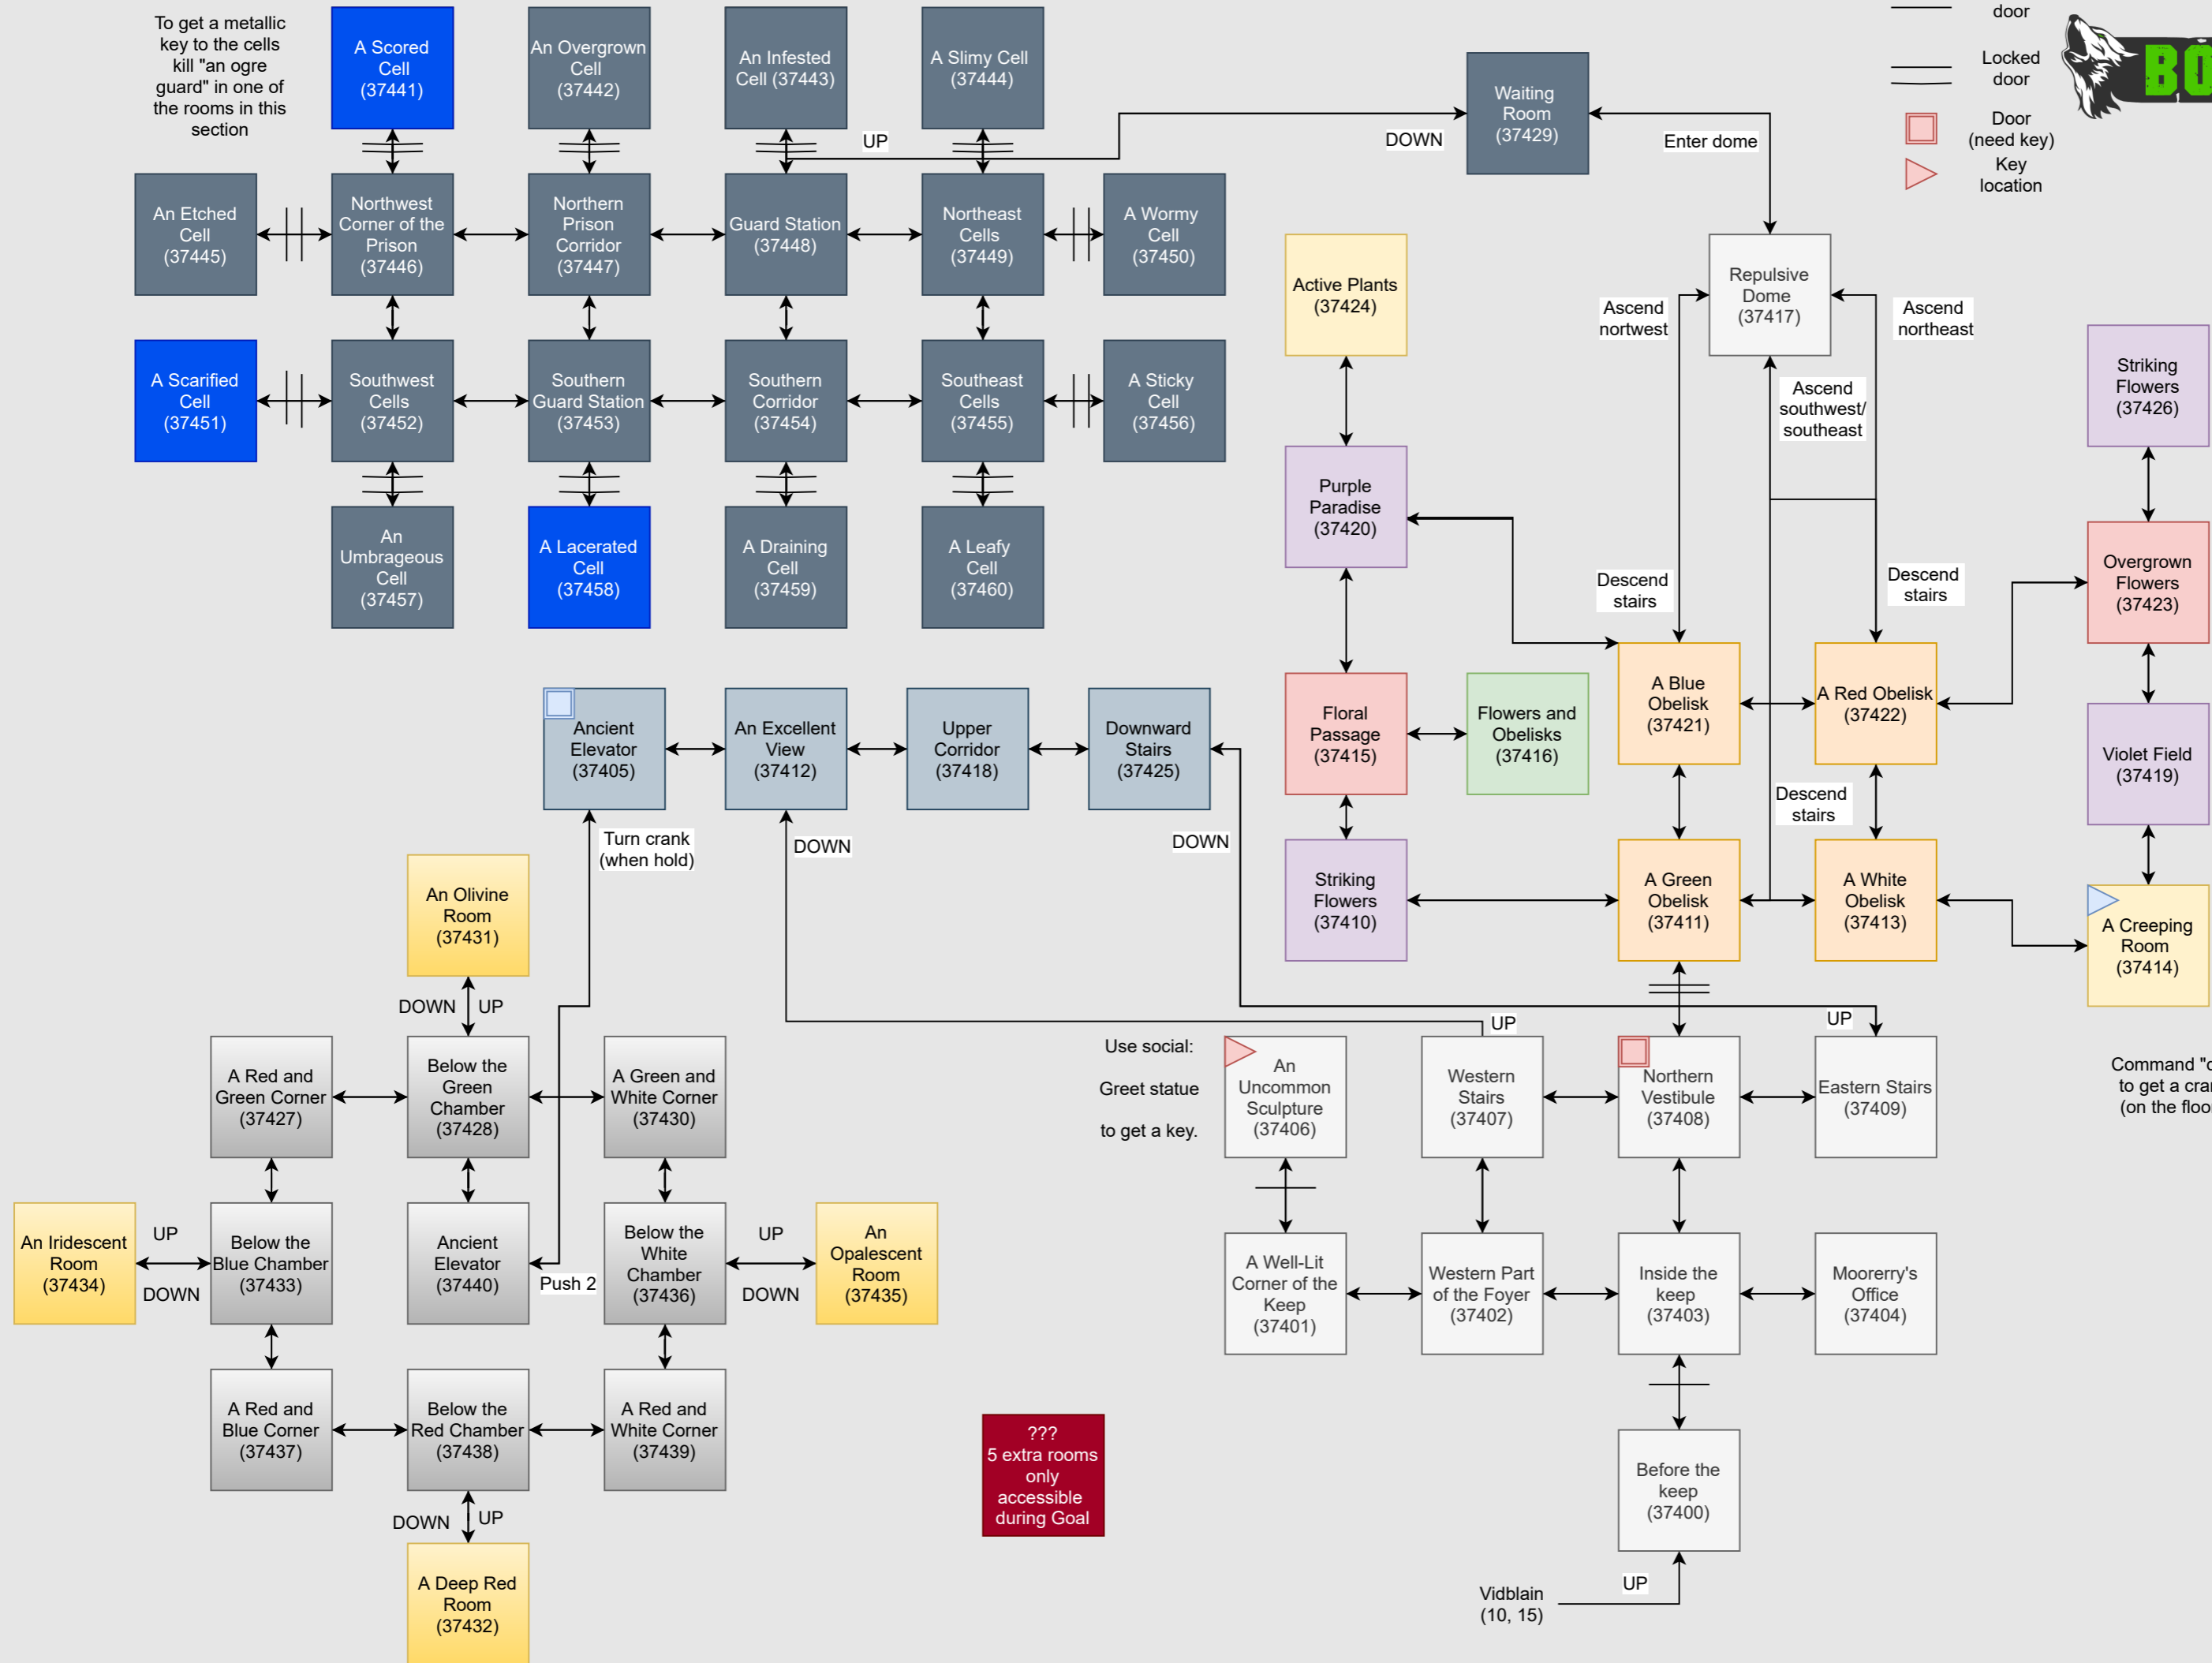 To get a metallic
key to the cells
kill "an ogre
guard" in one of
the rooms in this
section
A Scored
Cell
(37441)
An Overgrown
Cell
(37442)
An Infested
Cell (37443)
A Slimy Cell
(37444)
Waiting
Room
(37429)
door
Locked
door
Door
(need key)
Key
location
UP
DOWN
Enter dome
An Etched
Cell
(37445)
Northwest
Corner of the
Prison
(37446)
Northern
Prison
Corridor
(37447)
Guard Station
(37448)
Northeast
Cells
(37449)
A Wormy
Cell
(37450)
Active Plants
(37424)
Repulsive
Dome
(37417)
Ascend
nortwest
Ascend
northeast
Ascend
southwest/
southeast
Striking
Flowers
(37426)
A Scarified
Cell
(37451)
Southwest
Cells
(37452)
Southern
Guard Station
(37453)
Southern
Corridor
(37454)
Southeast
Cells
(37455)
A Sticky
Cell
(37456)
Purple
Paradise
(37420)
An
Umbrageous
Cell
(37457)
A Lacerated
Cell
(37458)
A Draining
Cell
(37459)
A Leafy
Cell
(37460)
Descend
stairs
Descend
stairs
Overgrown
Flowers
(37423)
Ancient
Elevator
(37405)
An Excellent
View
(37412)
Upper
Corridor
(37418)
Downward
Stairs
(37425)
Floral
Passage
(37415)
Flowers and
Obelisks
(37416)
A Blue
Obelisk
(37421)
A Red Obelisk
(37422)
Violet Field
(37419)
Descend
stairs
Turn crank
(when hold)
DOWN
DOWN
Striking
Flowers
(37410)
A Green
Obelisk
(37411)
A White
Obelisk
(37413)
A Creeping
Room
(37414)
An Olivine
Room
(37431)
DOWN
UP
UP
UP
A Red and
Green Corner
(37427)
Below the
Green
Chamber
(37428)
A Green and
White Corner
(37430)
Use social:
Greet statue
to get a key.
An
Uncommon
Sculpture
(37406)
Western
Stairs
(37407)
Northern
Vestibule
(37408)
Eastern Stairs
(37409)
Command "c
to get a cra
(on the floo
An Iridescent
Room
(37434)
UP
DOWN
Below the
Blue Chamber
(37433)
Ancient
Elevator
(37440)
Push 2
Below the
White
Chamber
(37436)
UP
DOWN
An
Opalescent
Room
(37435)
A Well-Lit
Corner of the
Keep
(37401)
Western Part
of the Foyer
(37402)
Inside the
keep
(37403)
Moorerry's
Office
(37404)
A Red and
Blue Corner
(37437)
Below the
Red Chamber
(37438)
A Red and
White Corner
(37439)
???
5 extra rooms
only
accessible
during Goal
Before the
keep
(37400)
DOWN
UP
A Deep Red
Room
(37432)
Vidblain
(10, 15)
UP